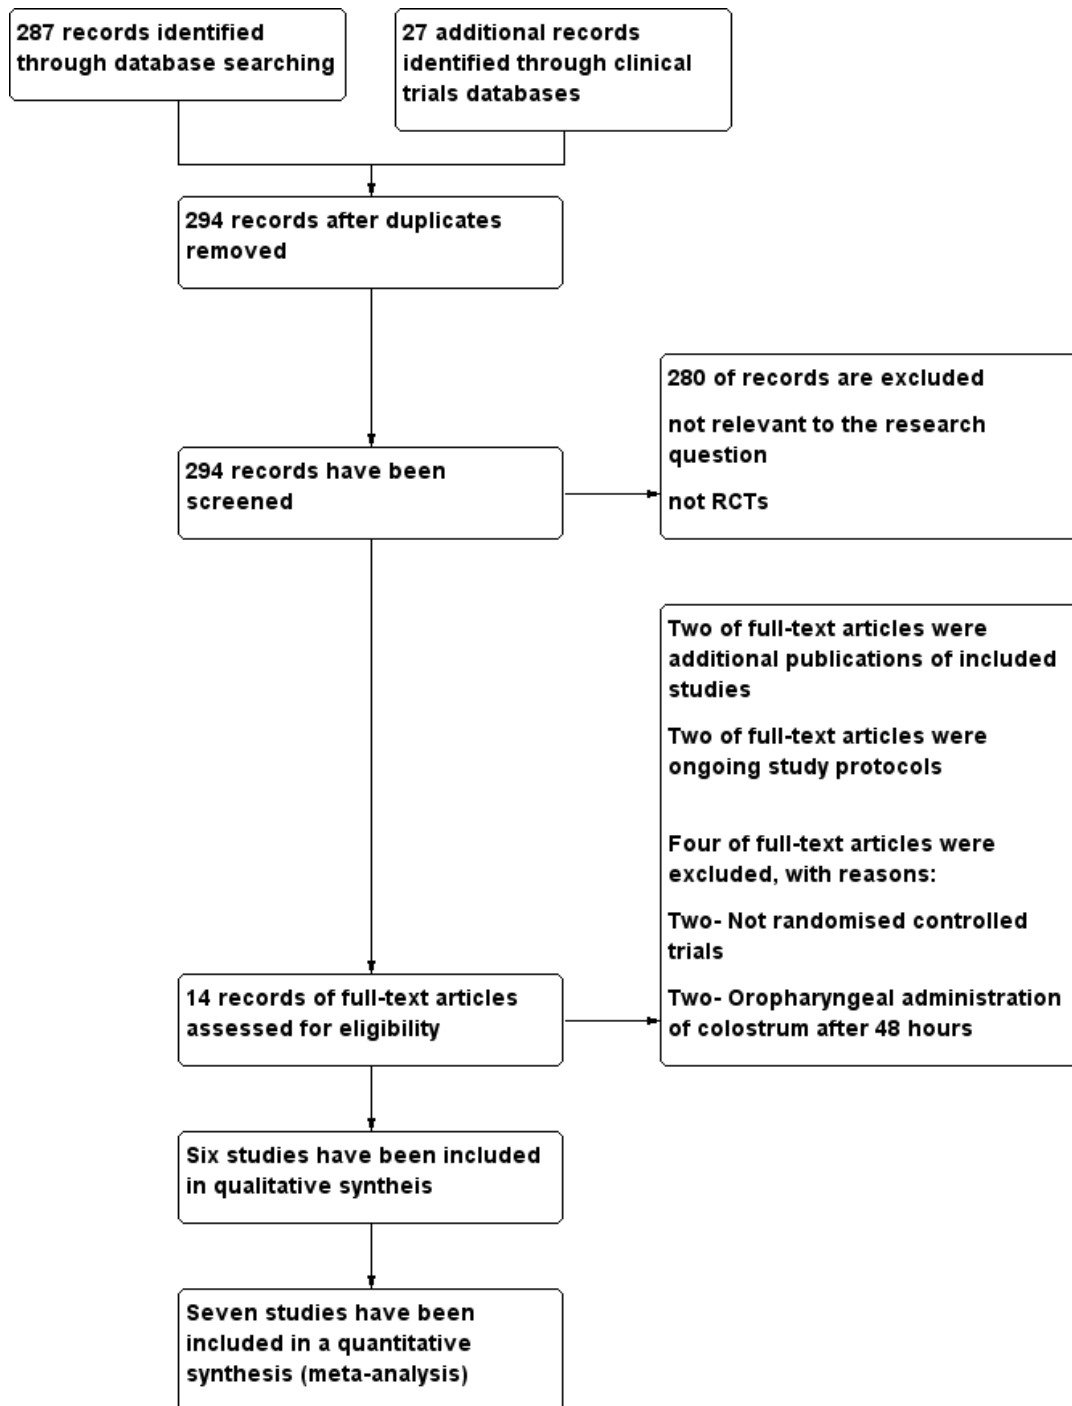 287 records identified
through database searching
27 additional records
identified through clinical
trials databases
294 records after duplicates
removed
294 records have been
screened
280 of records are excluded
not relevant to the research
question
not RCTs
Two of full-text articles were
additional publications of included
studies
Two of full-text articles were
ongoing study protocols
Four of full-text articles were
excluded, with reasons:
Two- Not randomised controlled
trials
Two- Oropharyngeal administration
of colostrum after 48 hours
14 records of full-text articles
assessed for eligibility
Six studies have been included
in qualitative syntheis
Seven studies have been
included in a quantitative
synthesis (meta-analysis)